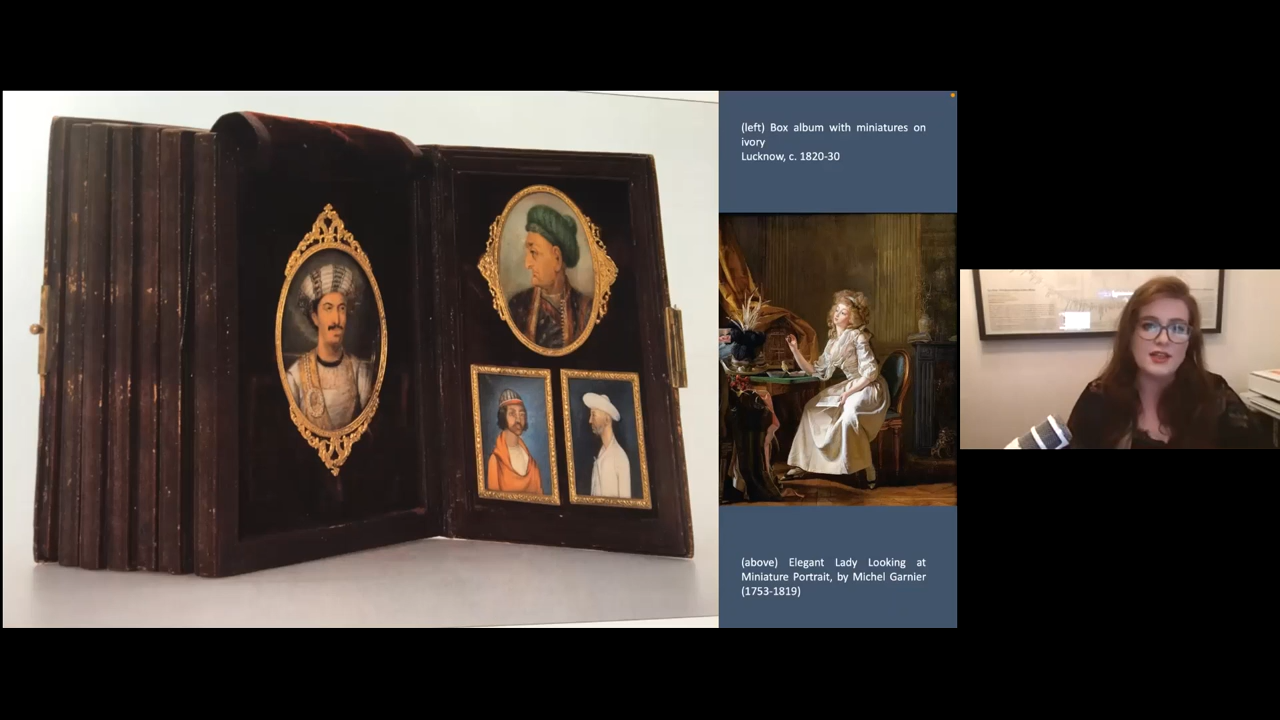 (left) Box album with miniatures on
ivory
Lucknow, c. 1820-30
(above) Elegant Lady Looking at
Miniature Portrait, by Michel Garnier
(1753-1819)